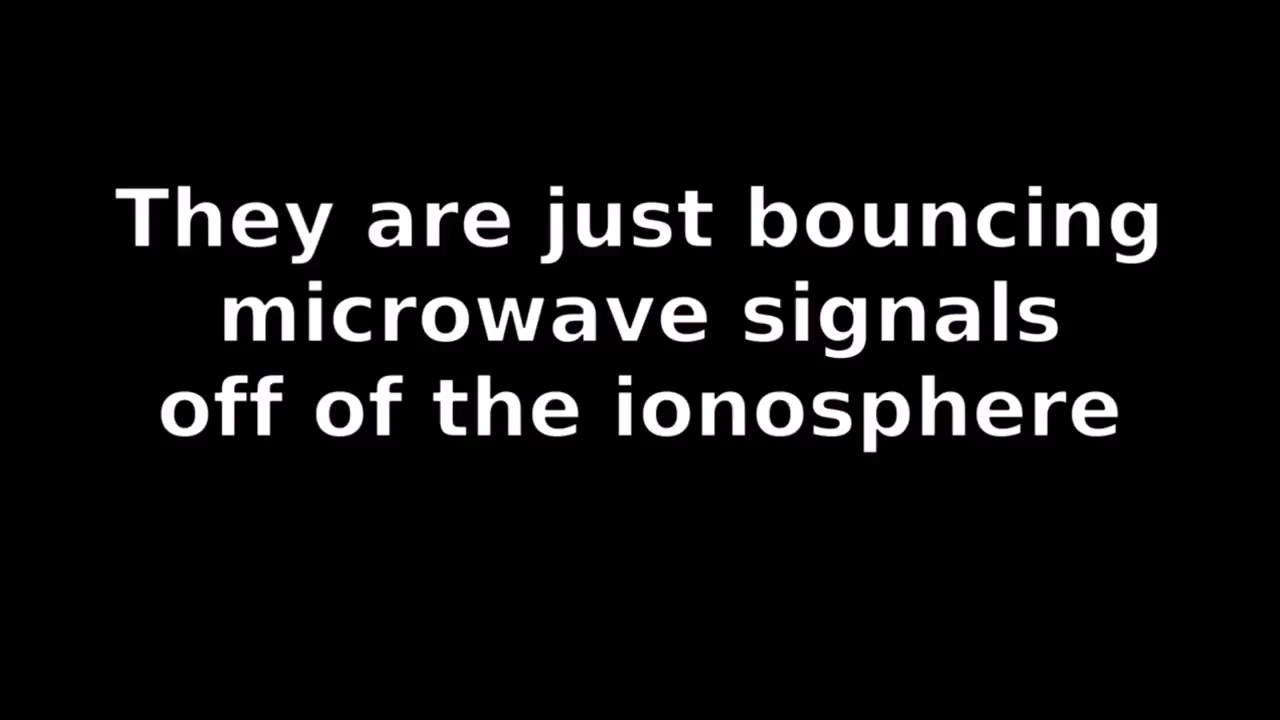 They are just bouncing
microwave signals
off of the ionosphere